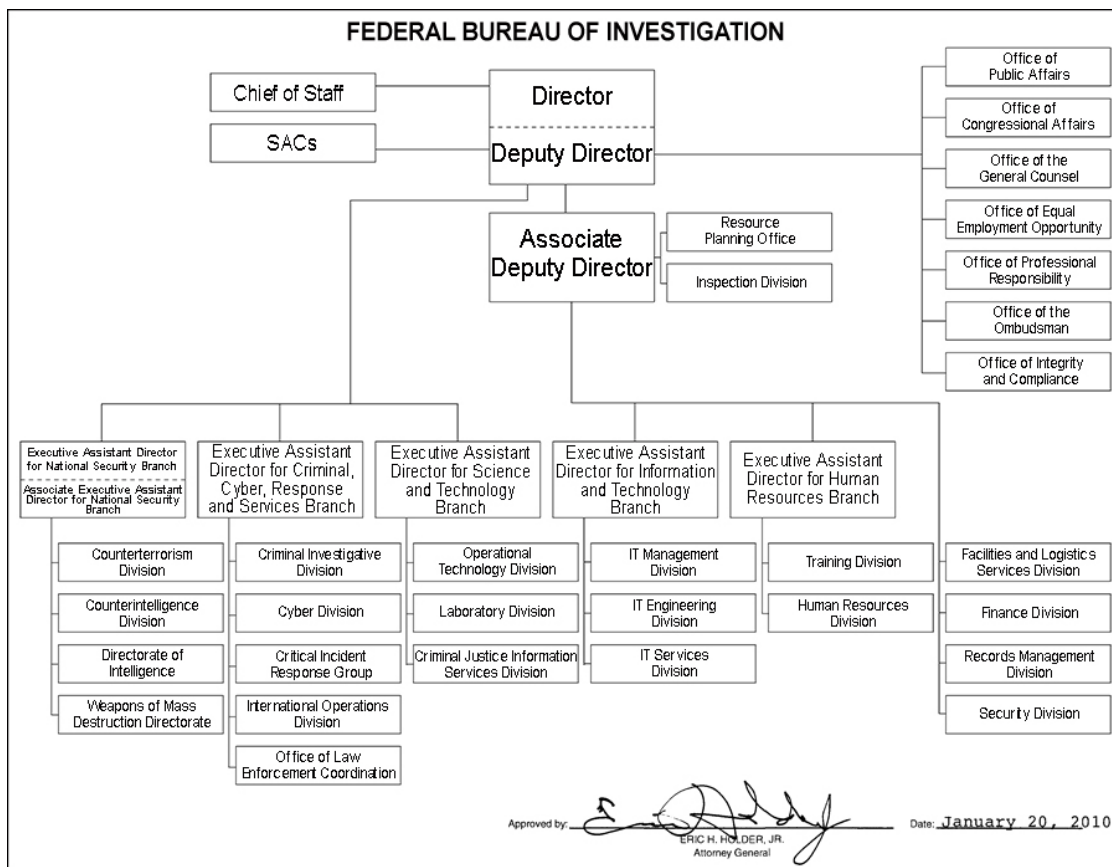 FEDERAL BUREAU OF INVESTIGATION
Chief of Staff
SACs
Director
Deputy Director
Office of
Public Affairs
Office of
Congressional Affairs
Office of the
General Counsel
Office of Equal
Employment Opportunity
Office of Professional
Responsibility
Office of the
Ombudsman
Office of Integrity
and Compliance
Associate
Deputy Director
Resource
Planning Office
Inspection Division
Executive Assistant Director
for National Security Branch
Associate Executive Assistant
Director for National Security
Branch
Counterterrorism
Division
Counterintelligence
Division
Directorate of
Intelligence
Weapons of Mass
Destruction Directorate
Executive Assistant
Director for Criminal,
Cyber, Response
and Services Branch
Criminal Investigative
Division
Cyber Division
Critical Incident
Response Group
International Operations
Division
Office of Law
Enforcement Coordination
Executive Assistant
Director for Science
and Technology
Branch
Operational
Technology Division
Laboratory Division
Criminal Justice Information
Services Division
Executive Assistant
Director for Information
and Technology
Branch
IT Management
Division
IT Engineering
Division
IT Services
Division
Executive Assistant
Director for Human
Resources Branch
Training Division
Human Resources
Division
Facilities and Logistics
Services Division
Finance Division
Records Management
Division
Security Division
Approved by:
ERIC H. HOLDER, JR.
Attorney General
Date: January 20, 2010